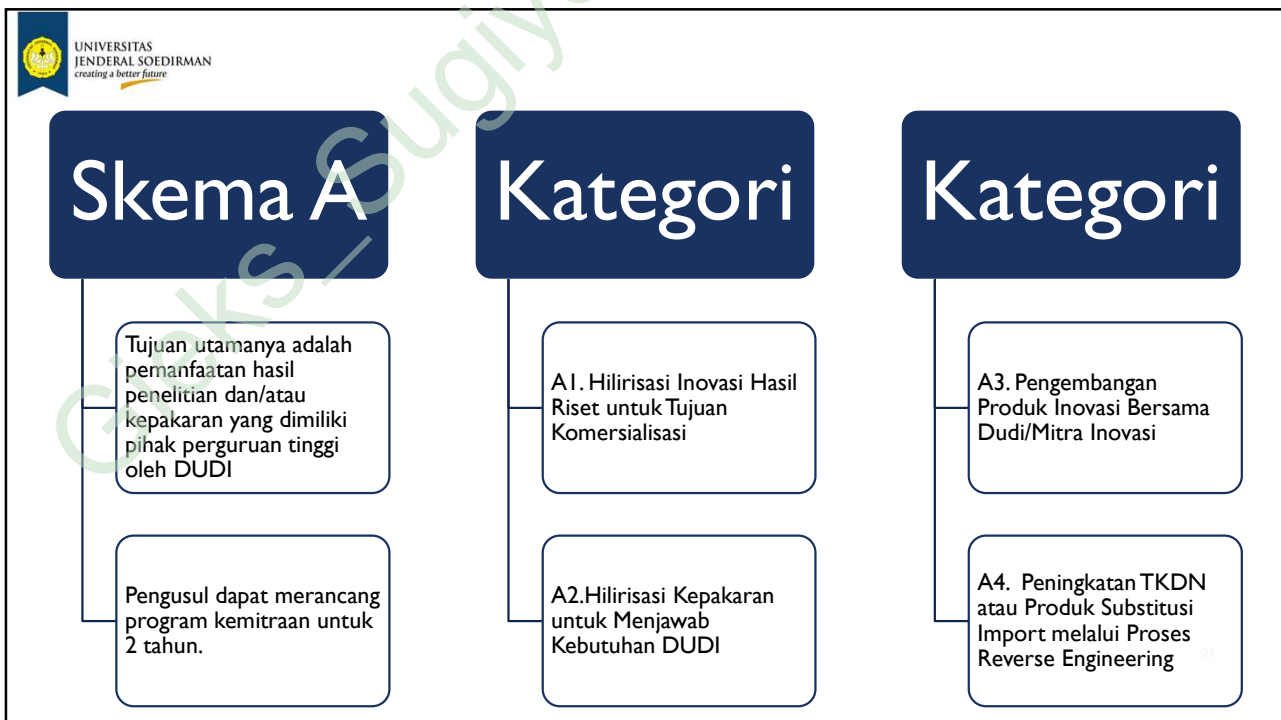 UNIVERSITAS
JENDERAL SOEDIRMAN
creating a better future
Skema A
Tujuan utamanya adalah
pemanfaatan hasil
penelitian dan/atau
kepakaran yang dimiliki
pihak perguruan tinggi
oleh DUDI
Pengusul dapat merancang
program kemitraan untuk
2 tahun.
Kategori
A1. Hilirisasi Inovasi Hasil
Riset untuk Tujuan
Komersialisasi
A2.Hilirisasi Kepakaran
untuk Menjawab
Kebutuhan DUDI
Kategori
A3. Pengembangan
Produk Inovasi Bersama
Dudi/Mitra Inovasi
A4. Peningkatan TKDN
atau Produk Substitusi
Import melalui Proses
Reverse Engineering
24